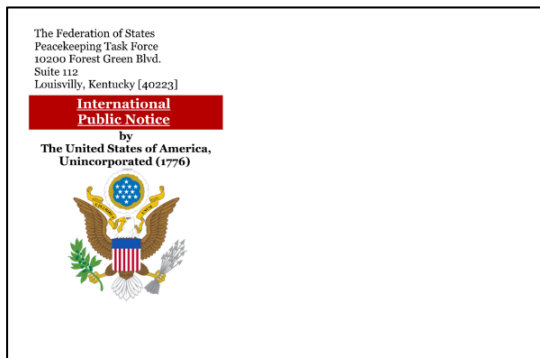 The Federation of States
Peacekeeping Task Force
10200 Forest Green Blvd.
Suite 112
Louisvilly, Kentucky [40223]
International
Public Notice
by
The United States of America,
Unincorporated (1776)